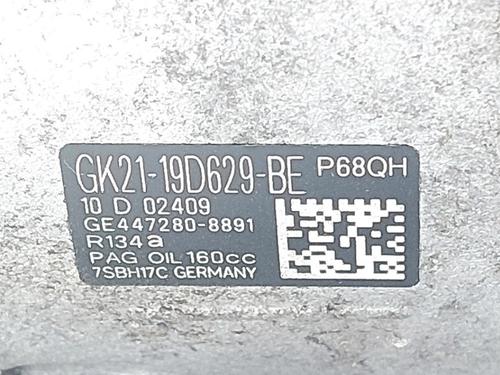 GK21-19D629-BE P68QH
10 D 02409
GE447280-8891
R134a
PAG OIL 160cc
7SBH17C GERMANY